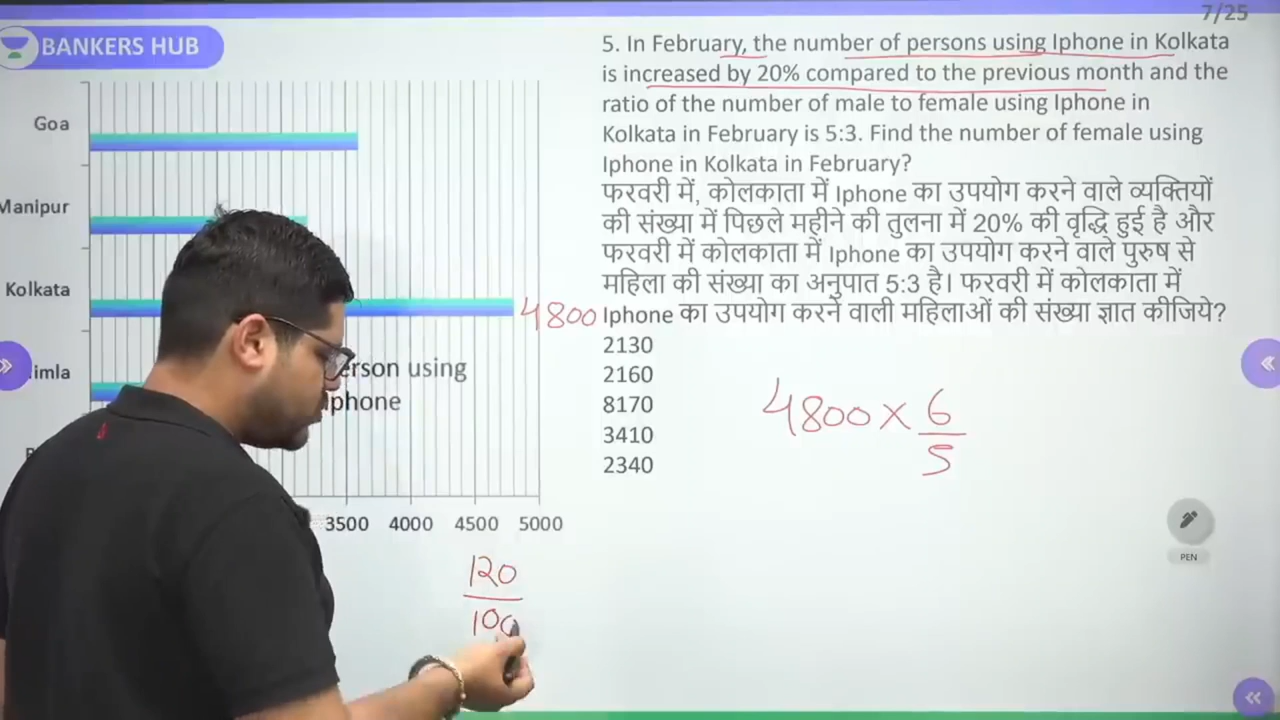 7/25
BANKERS HUB
5. In February, the number of persons using Iphone in Kolkata
is increased by 20% compared to the previous month and the
ratio of the number of male to female using Iphone in
Kolkata in February is 5:3. Find the number of female using
Iphone in Kolkata in February?
फरवरी में, कोलकाता में Iphone का उपयोग करने वाले व्यक्तियों
की संख्या में पिछले महीने की तुलना में 20% की वृद्धि हुई है और
फरवरी में कोलकाता में Iphone का उपयोग करने वाले पुरुष से
महिला की संख्या का अनुपात 5:3 है। फरवरी में कोलकाता में
Iphone का उपयोग करने वाली महिलाओं की संख्या ज्ञात कीजिये?
2130
2160
8170
3410
2340
Goa
Manipur
Kolkata
4800
imla
erson using
phone
3500 4000 4500 5000
4800 × 6/5
120
100
PEN